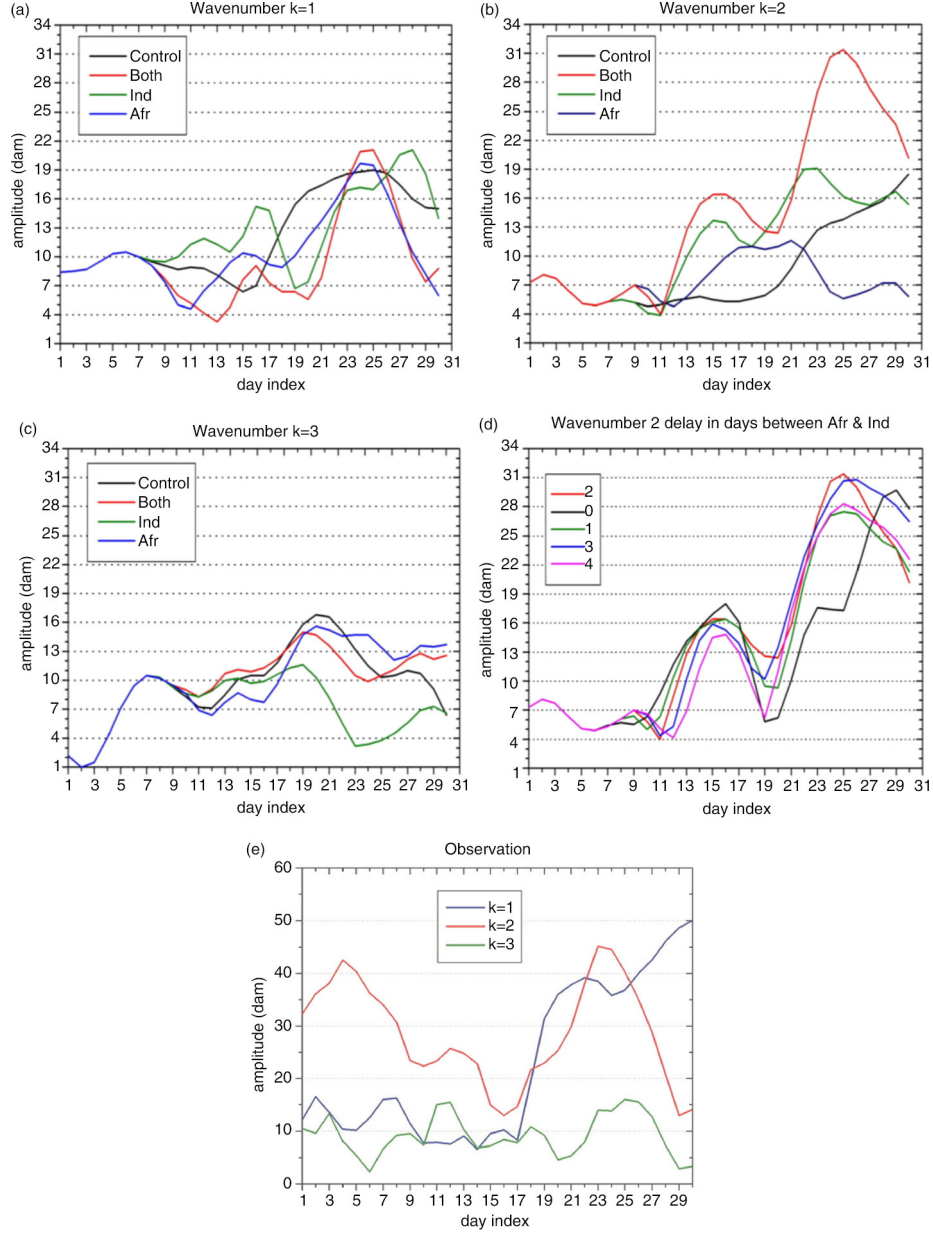 (a)
Wavenumber k=1
34
31
28
25
22
19
16
13
10
7
4
1
amplitude (dam)
Control
Both
Ind
Afr
1 3 5 7 9 11 13 15 17 19 21 23 25 27 29 31
day index
(b)
Wavenumber k=2
34
31
28
25
22
19
16
13
10
7
4
1
amplitude (dam)
Control
Both
Ind
Afr
1 3 5 7 9 11 13 15 17 19 21 23 25 27 29 31
day index
(c)
Wavenumber k=3
34
31
28
25
22
19
16
13
10
7
4
1
amplitude (dam)
Control
Both
Ind
Afr
1 3 5 7 9 11 13 15 17 19 21 23 25 27 29 31
day index
(d)
Wavenumber 2 delay in days between Afr & Ind
34
31
28
25
22
19
16
13
10
7
4
1
amplitude (dam)
2
0
1
3
4
1 3 5 7 9 11 13 15 17 19 21 23 25 27 29 31
day index
(e)
Observation
60
50
40
30
20
10
0
amplitude (dam)
k=1
k=2
k=3
1 3 5 7 9 11 13 15 17 19 21 23 25 27 29
day index